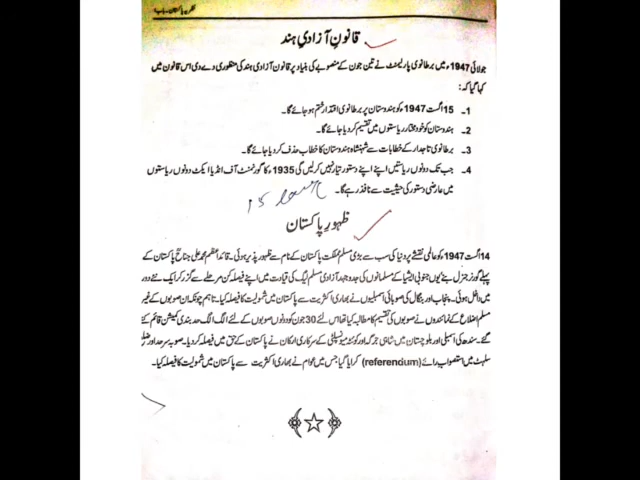 نظریہ پاکستان۔ باب ۱
قانونِ آزادیِ ہند
جولائی 1947ء میں برطانوی پارلیمنٹ نے تین جون کے منصوبے کی بنیاد پر قانون آزادی ہند کی منظوری دے دی اس قانون میں
کہا گیا کہ:
1۔ 15 اگست 1947ء کو ہندوستان پر برطانوی اقتدار ختم ہو جائے گا۔
2۔ ہندوستان کو خودمختار ریاستوں میں تقسیم کر دیا جائے گا۔
3۔ برطانوی تاجدار کے خطابات سے شہنشاہ ہندوستان کا خطاب حذف کر دیا جائے گا۔
4۔ جب تک دونوں ریاستیں اپنے اپنے دستور تیار نہیں کر لیں گی 1935ء کا گورنمنٹ آف انڈیا ایکٹ دونوں ریاستوں
میں عارضی دستور کی حیثیت سے نافذ رہے گا۔
ظہورِ پاکستان
14 اگست 1947ء کو عالمی نقشے پر دنیا کی سب سے بڑی مسلم مملکت پاکستان کے نام سے ظہور پذیر ہوئی۔ قائد اعظم محمد علی جناح پاکستان کے
پہلے گورنر جنرل بنے یوں جنوبی ایشیا کے مسلمانوں کی جدوجہد آزادی مسلم لیگ کی قیادت میں اپنے فیصلہ کن مرحلے سے گزر کر ایک نئے دور
میں داخل ہوئی۔ پنجاب اور بنگال کی صوبائی اسمبلیوں نے بھاری اکثریت سے پاکستان میں شمولیت کا فیصلہ کیا۔ تاہم چونکہ ان صوبوں کے غیر
مسلم اضلاع کے نمائندوں نے صوبوں کی تقسیم کا مطالبہ کیا تھا اس لئے 30 جون کو دونوں صوبوں کے لئے الگ الگ حد بندی کمیشن قائم کئے
گئے۔ سندھ کی اسمبلی اور بلوچستان میں شاہی جرگہ اور کوئٹہ میونسپلٹی کے سرکاری ارکان نے پاکستان کے حق میں فیصلہ کر دیا۔ صوبہ سرحد اور ضلع
سلہٹ میں استصواب رائے (referendum) کرایا گیا جس میں عوام نے بھاری اکثریت سے پاکستان میں شمولیت کا فیصلہ کیا۔